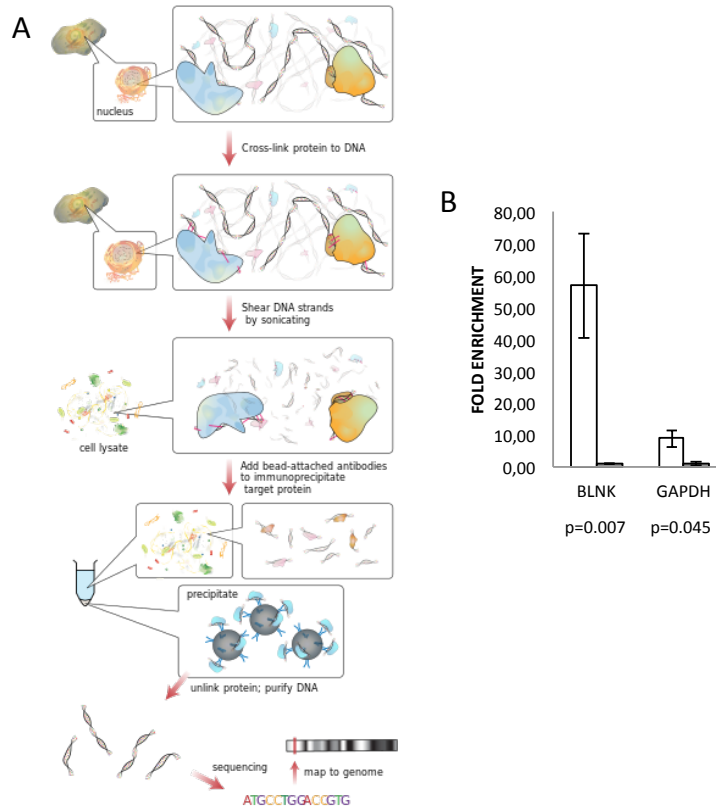 A
nucleus
Cross-link protein to DNA
Shear DNA strands
by sonicating
cell lysate
Add bead-attached antibodies
to immunoprecipitate
target protein
precipitate
unlink protein; purify DNA
sequencing
map to genome
ATGCCTGGACCGTG
B
FOLD ENRICHMENT
80,00
70,00
60,00
50,00
40,00
30,00
20,00
10,00
0,00
BLNK GAPDH
p=0.007 p=0.045